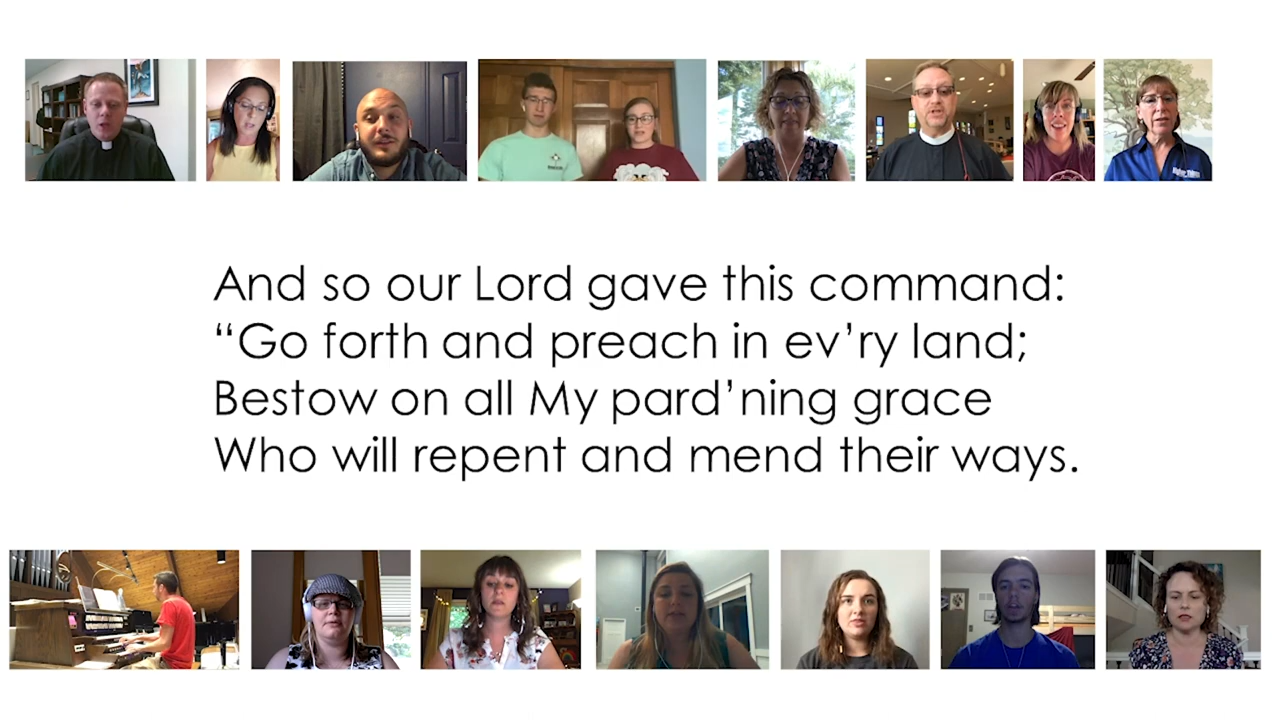 And so our Lord gave this command:
“Go forth and preach in ev’ry land;
Bestow on all My pard’ning grace
Who will repent and mend their ways.